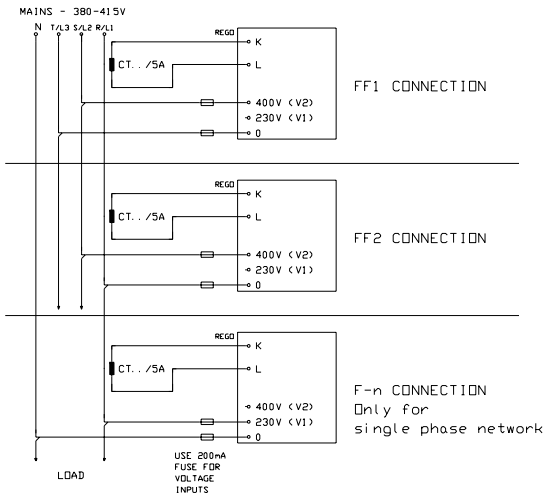 MAINS - 380-415V
N T/L3 S/L2 R/L1
REGO
K
CT../5A
L
FF1 CONNECTION
400V (V2)
230V (V1)
0
REGO
K
CT../5A
L
FF2 CONNECTION
400V (V2)
230V (V1)
0
REGO
K
CT../5A
L
F-n CONNECTION
Only for
single phase network
400V (V2)
230V (V1)
0
USE 200mA
FUSE FOR
VOLTAGE
INPUTS
LOAD